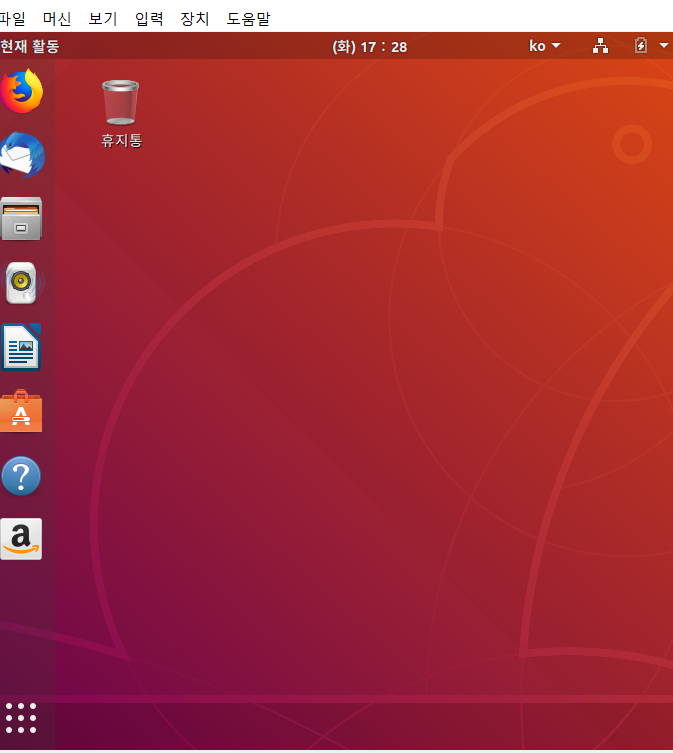 파일 머신 보기 입력 장치 도움말
현재 활동 (화) 17 : 28 ko
휴지통
A
?
a